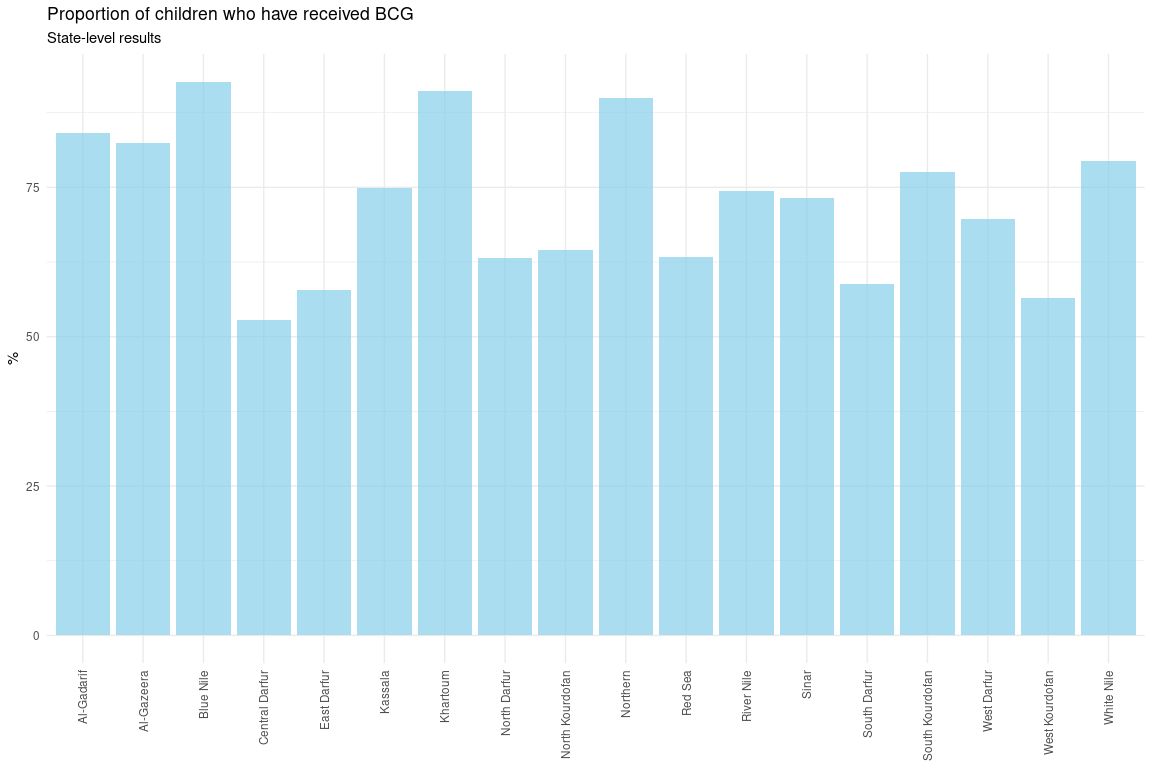 Proportion of children who have received BCG
State-level results
%
75
50
25
0
Al-Gadarif
Al-Gazeera
Blue Nile
Central Darfur
East Darfur
Kassala
Khartoum
North Darfur
North Kourdofan
Northern
Red Sea
River Nile
Sinar
South Darfur
South Kourdofan
West Darfur
West Kourdofan
White Nile